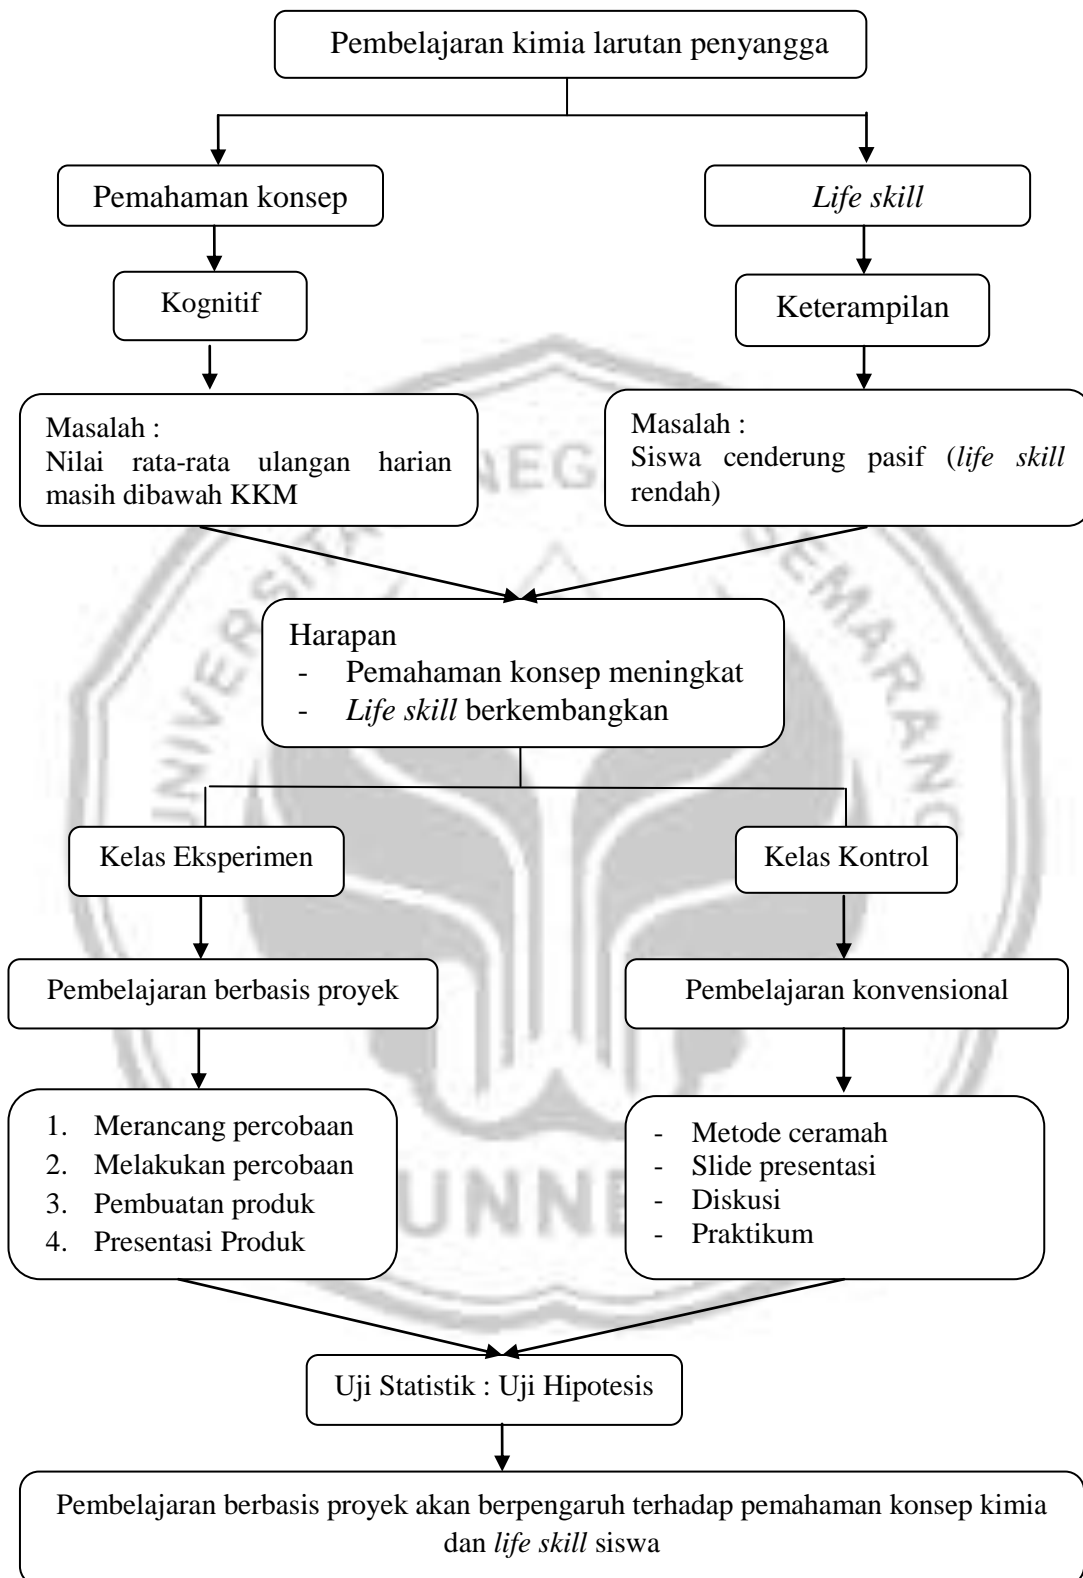 Pembelajaran kimia larutan penyangga
Pemahaman konsep
Life skill
Kognitif
Keterampilan
Masalah :
Nilai rata-rata ulangan harian
masih dibawah KKM
Masalah :
Siswa cenderung pasif (life skill
rendah)
Harapan
- Pemahaman konsep meningkat
- Life skill berkembangkan
Kelas Eksperimen
Kelas Kontrol
Pembelajaran berbasis proyek
Pembelajaran konvensional
1. Merancang percobaan
2. Melakukan percobaan
3. Pembuatan produk
4. Presentasi Produk
- Metode ceramah
- Slide presentasi
- Diskusi
- Praktikum
Uji Statistik : Uji Hipotesis
Pembelajaran berbasis proyek akan berpengaruh terhadap pemahaman konsep kimia
dan life skill siswa